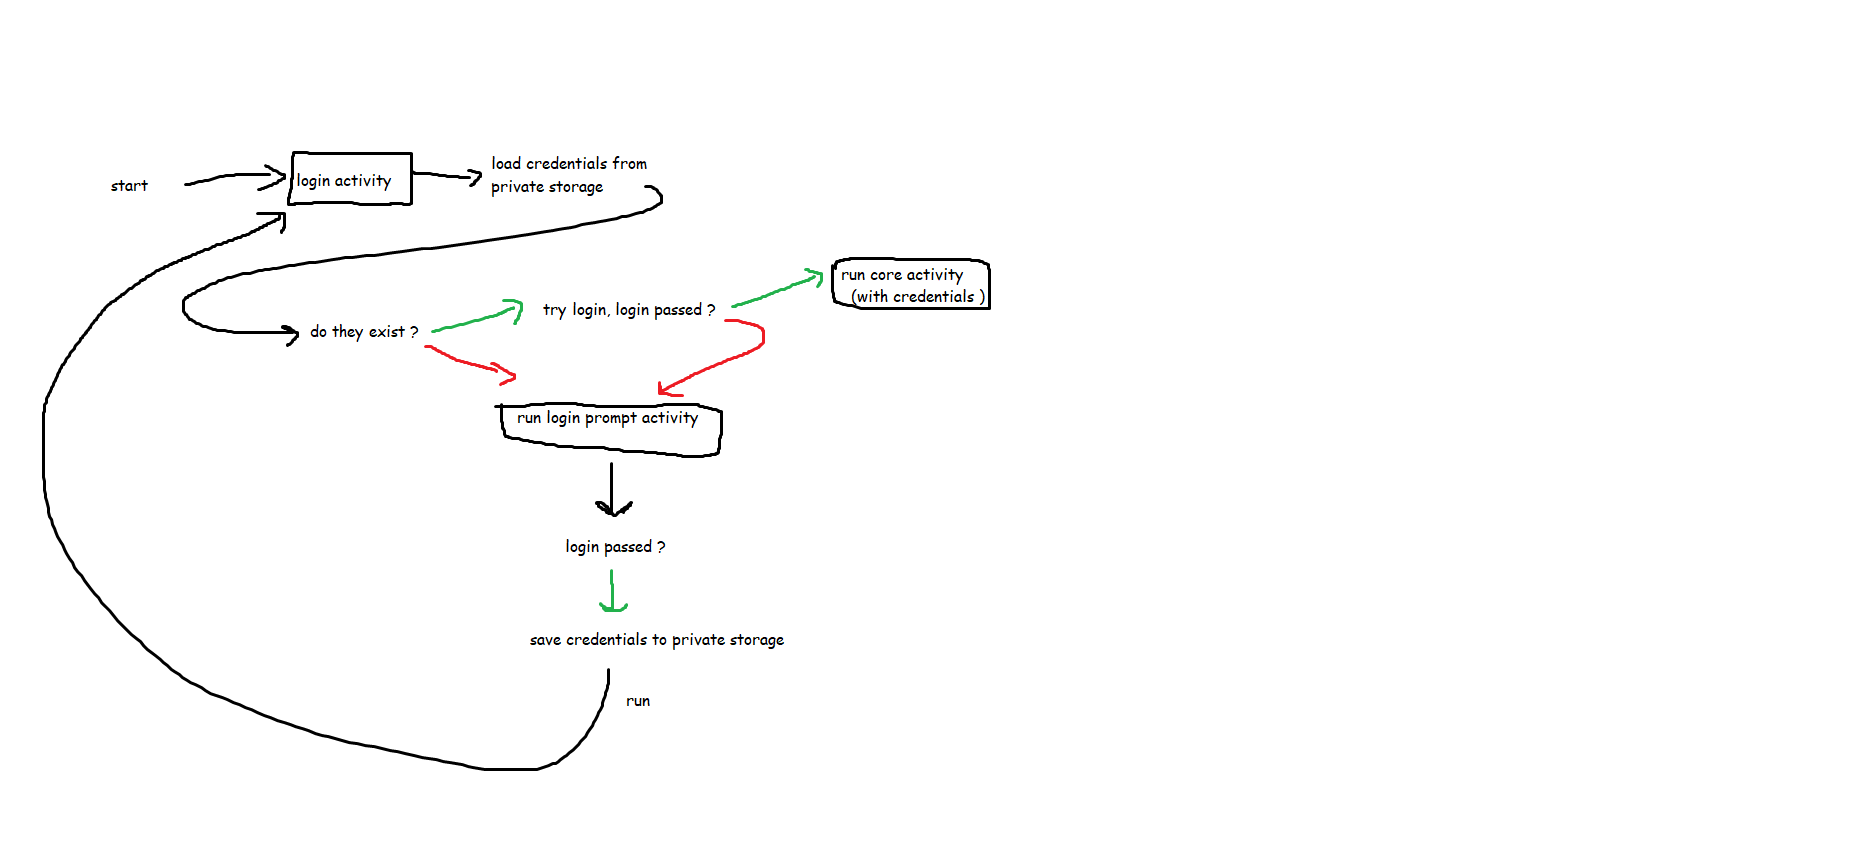 start
login activity
load credentials from
private storage
do they exist ?
try login, login passed ?
run core activity
(with credentials )
run login prompt activity
login passed ?
save credentials to private storage
run